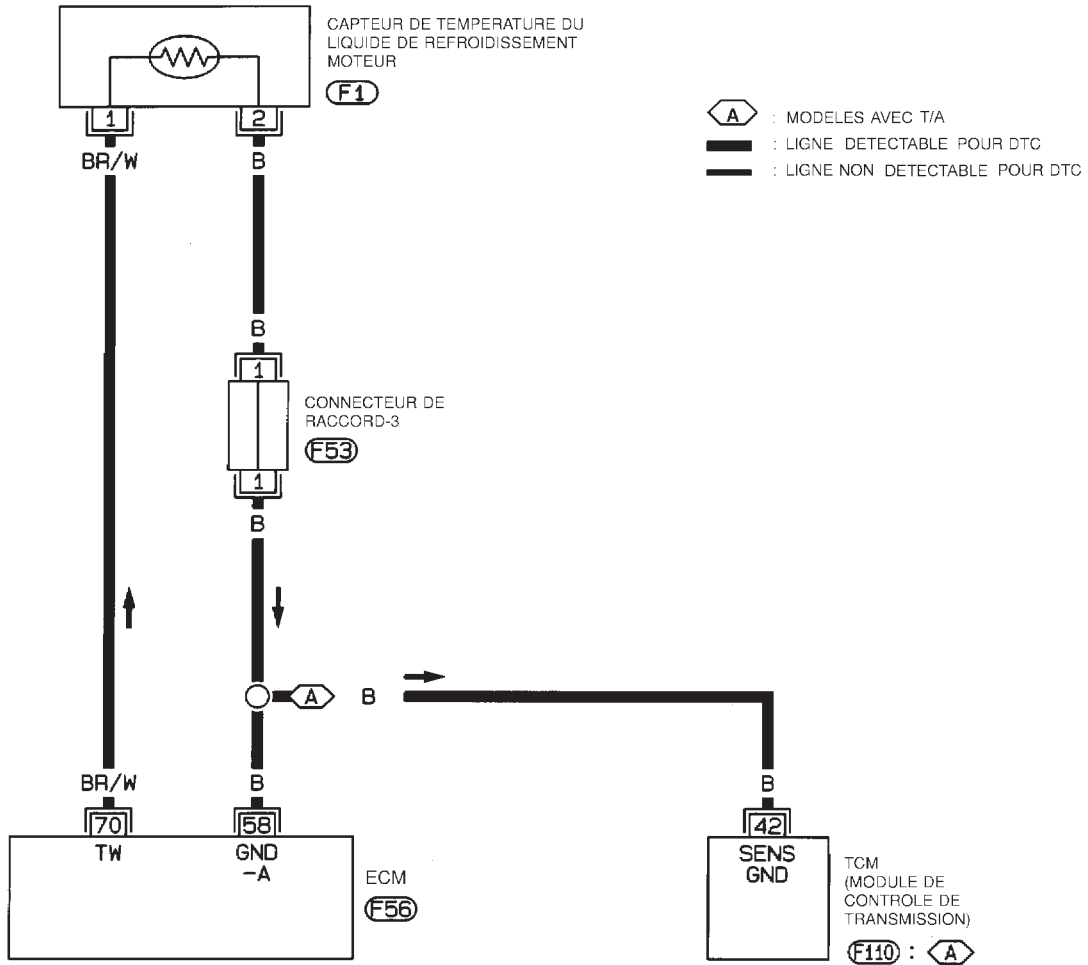 CAPTEUR DE TEMPERATURE DU
LIQUIDE DE REFROIDISSEMENT
MOTEUR
F1
1
2
BR/W
B
A : MODELES AVEC T/A
: LIGNE DETECTABLE POUR DTC
: LIGNE NON DETECTABLE POUR DTC
B
1
CONNECTEUR DE
RACCORD-3
F53
1
B
A
B
BR/W
B
B
70
58
42
TW
GND
-A
ECM
F56
SENS
GND
TCM
(MODULE DE
CONTROLE DE
TRANSMISSION)
F110 : A